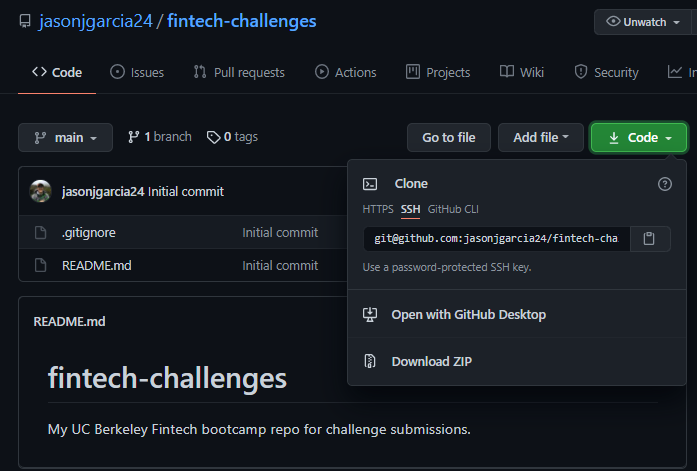 jasonjgarcia24 / fintech-challenges
Unwatch
Code Issues Pull requests Actions Projects Wiki Security
main 1 branch 0 tags Go to file Add file Code
jasonjgarcia24 Initial commit
.gitignore Initial commit
README.md Initial commit
Clone
HTTPS SSH GitHub CLI
git@github.com:jasonjgarcia24/fintech-cha
Use a password-protected SSH key.
Open with GitHub Desktop
Download ZIP
README.md
fintech-challenges
My UC Berkeley Fintech bootcamp repo for challenge submissions.